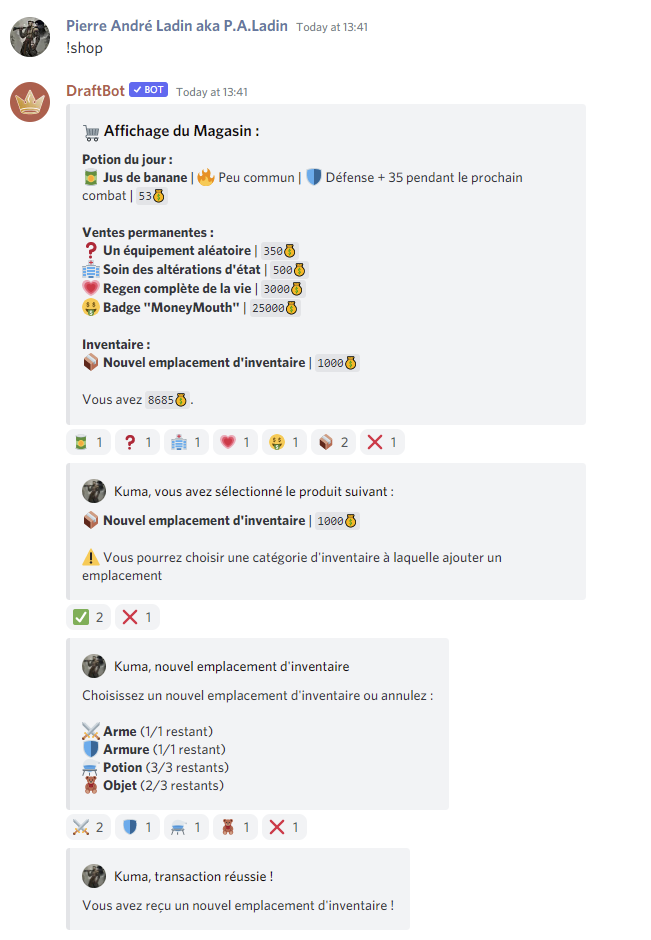 Pierre André Ladin aka P.A.Ladin Today at 13:41
!shop
DraftBot BOT Today at 13:41
Affichage du Magasin :
Potion du jour :
Jus de banane | Peu commun | Défense + 35 pendant le prochain
combat | 53
Ventes permanentes :
Un équipement aléatoire | 350
Soin des altérations d'état | 500
Regen complète de la vie | 3000
Badge "MoneyMouth" | 25000
Inventaire :
Nouvel emplacement d'inventaire | 1000
Vous avez 8685 .
1 1 1 1 1 2 1
Kuma, vous avez sélectionné le produit suivant :
Nouvel emplacement d'inventaire | 1000
Vous pourrez choisir une catégorie d'inventaire à laquelle ajouter un
emplacement
2 1
Kuma, nouvel emplacement d'inventaire
Choisissez un nouvel emplacement d'inventaire ou annulez :
Arme (1/1 restant)
Armure (1/1 restant)
Potion (3/3 restants)
Objet (2/3 restants)
2 1 1 1 1
Kuma, transaction réussie !
Vous avez reçu un nouvel emplacement d'inventaire !